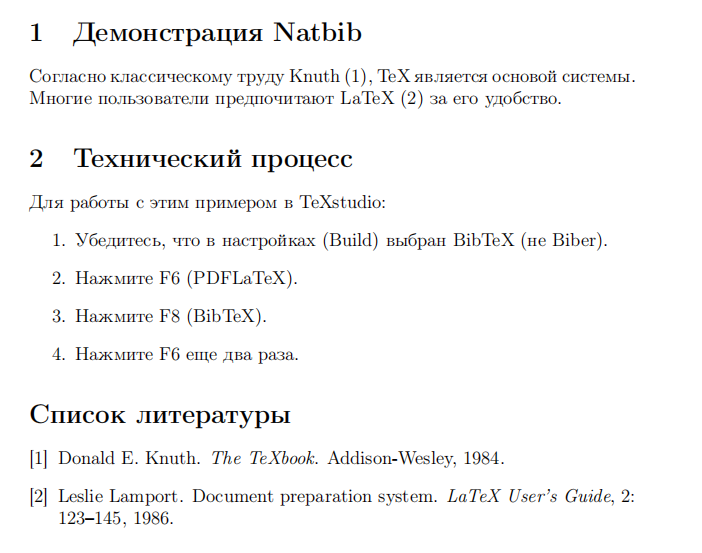 1 Демонстрация Natbib
Согласно классическому труду Knuth (1), TeX является основой системы.
Многие пользователи предпочитают LaTeX (2) за его удобство.
2 Технический процесс
Для работы с этим примером в TeXstudio:
1. Убедитесь, что в настройках (Build) выбран BibTeX (не Biber).
2. Нажмите F6 (PDFLaTeX).
3. Нажмите F8 (BibTeX).
4. Нажмите F6 еще два раза.
Список литературы
[1] Donald E. Knuth. The TeXbook. Addison-Wesley, 1984.
[2] Leslie Lamport. Document preparation system. LaTeX User's Guide, 2:
123–145, 1986.